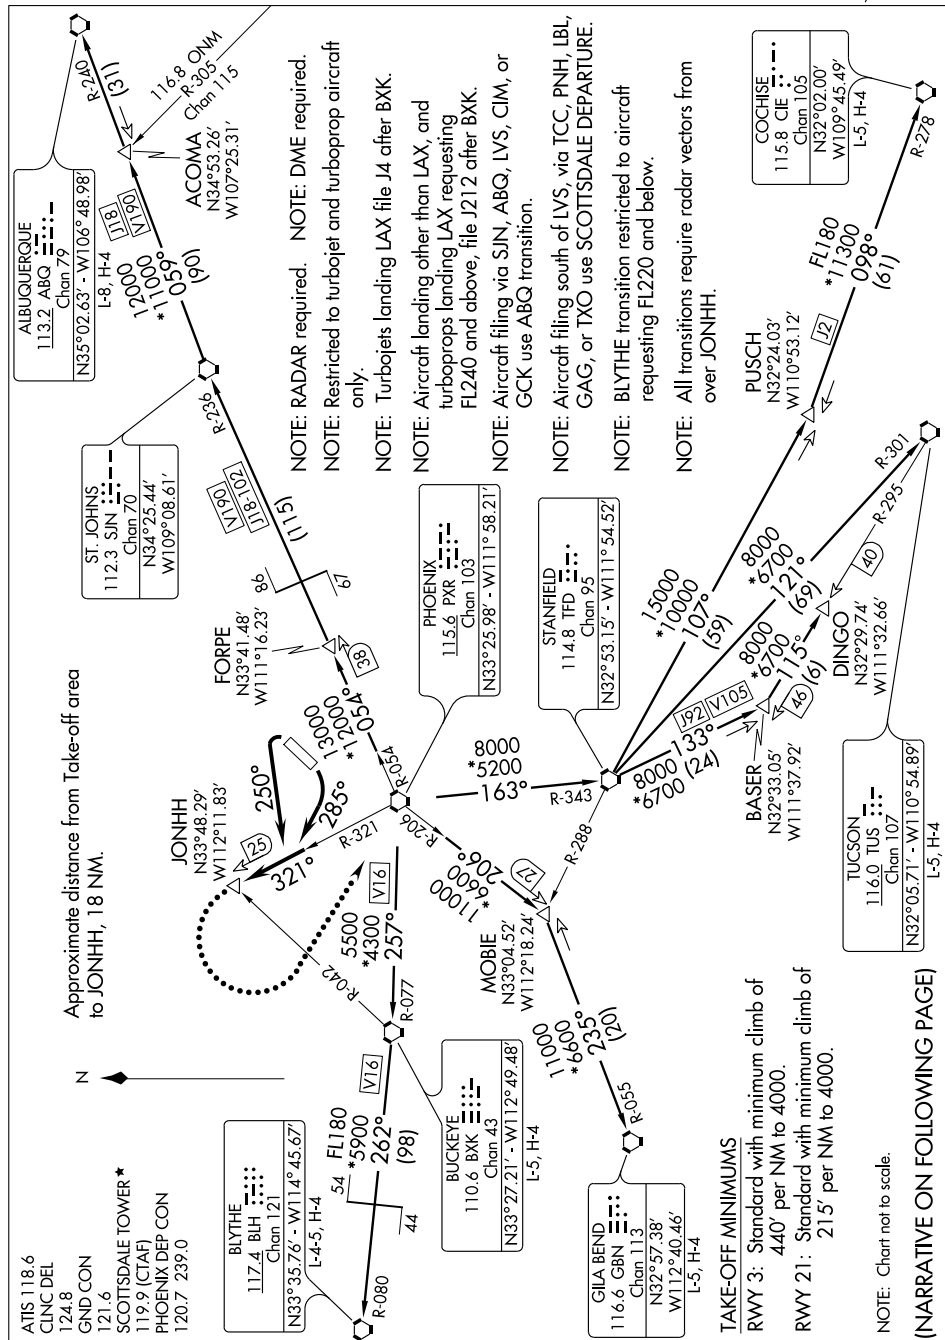 ATIS 118.6
CLNC DEL
124.8
GND CON
121.6
SCOTTSDALE TOWER★
119.9 (CTAF)
PHOENIX DEP CON
120.7 239.0
N
Approximate distance from Take-off area
to JONHH, 18 NM.
ALBUQUERQUE
113.2 ABQ
Chan 79
N35°02.63' - W106°48.98'
L-8, H-4
R-240
(31)
116.8 ONM
R-305
Chan 115
ACOMA
N34°53.26'
W107°25.31'
J18
V190
12000
*11000
059°
(90)
ST. JOHNS
112.3 SJN
Chan 70
N34°25.44'
W109°08.61'
R-236
V190
J18-102
(115)
86
67
FORPE
N33°41.48'
W111°16.23'
38
13000
*12000
054°
R-054
JONHH
N33°48.29'
W112°11.83'
25
250°
285°
321°
R-321
R-042
PHOENIX
115.6 PXR
Chan 103
N33°25.98' - W111°58.21'
BLYTHE
117.4 BLH
Chan 121
N33°35.76' - W114°45.67'
L-4-5, H-4
R-080
54
44
FL180
*5900
262°
(98)
V16
BUCKEYE
110.6 BXK
Chan 43
N33°27.21' - W112°49.48'
L-5, H-4
R-077
V16
5500
*4300
257°
R-206
11000
*6600
206°
22
MOBIE
N33°04.52'
W112°18.24'
R-288
11000
*6600
235°
(20)
R-055
GILA BEND
116.6 GBN
Chan 113
N32°57.38'
W112°40.46'
L-5, H-4
8000
*5200
163°
R-343
STANFIELD
114.8 TFD
Chan 95
N32°53.15' - W111°54.52'
15000
*10000
107°
(59)
PUSCH
N32°24.03'
W110°53.12'
J2
FL180
*11300
098°
(61)
R-278
COCHISE
115.8 CIE
Chan 105
N32°02.00'
W109°45.49'
L-5, H-4
8000
*6700
121°
(69)
R-301
R-295
40
J92
V105
133°
8000
*6700 (24)
BASER
N32°33.05'
W111°37.92'
46
8000
*6700
115°
(6)
DINGO
N32°29.74'
W111°32.66'
TUCSON
116.0 TUS
Chan 107
N32°05.71' - W110°54.89'
L-5, H-4
NOTE: RADAR required. NOTE: DME required.
NOTE: Restricted to turbojet and turboprop aircraft
only.
NOTE: Turbojets landing LAX file J4 after BXK.
NOTE: Aircraft landing other than LAX, and
turboprops landing LAX requesting
FL240 and above, file J212 after BXK.
NOTE: Aircraft filing via SJN, ABQ, LVS, CIM, or
GCK use ABQ transition.
NOTE: Aircraft filing south of LVS, via TCC, PNH, LBL,
GAG, or TXO use SCOTTSDALE DEPARTURE.
NOTE: BLYTHE transition restricted to aircraft
requesting FL220 and below.
NOTE: All transitions require radar vectors from
over JONHH.
TAKE-OFF MINIMUMS
RWY 3: Standard with minimum climb of
440' per NM to 4000.
RWY 21: Standard with minimum climb of
215' per NM to 4000.
NOTE: Chart not to scale.
(NARRATIVE ON FOLLOWING PAGE)